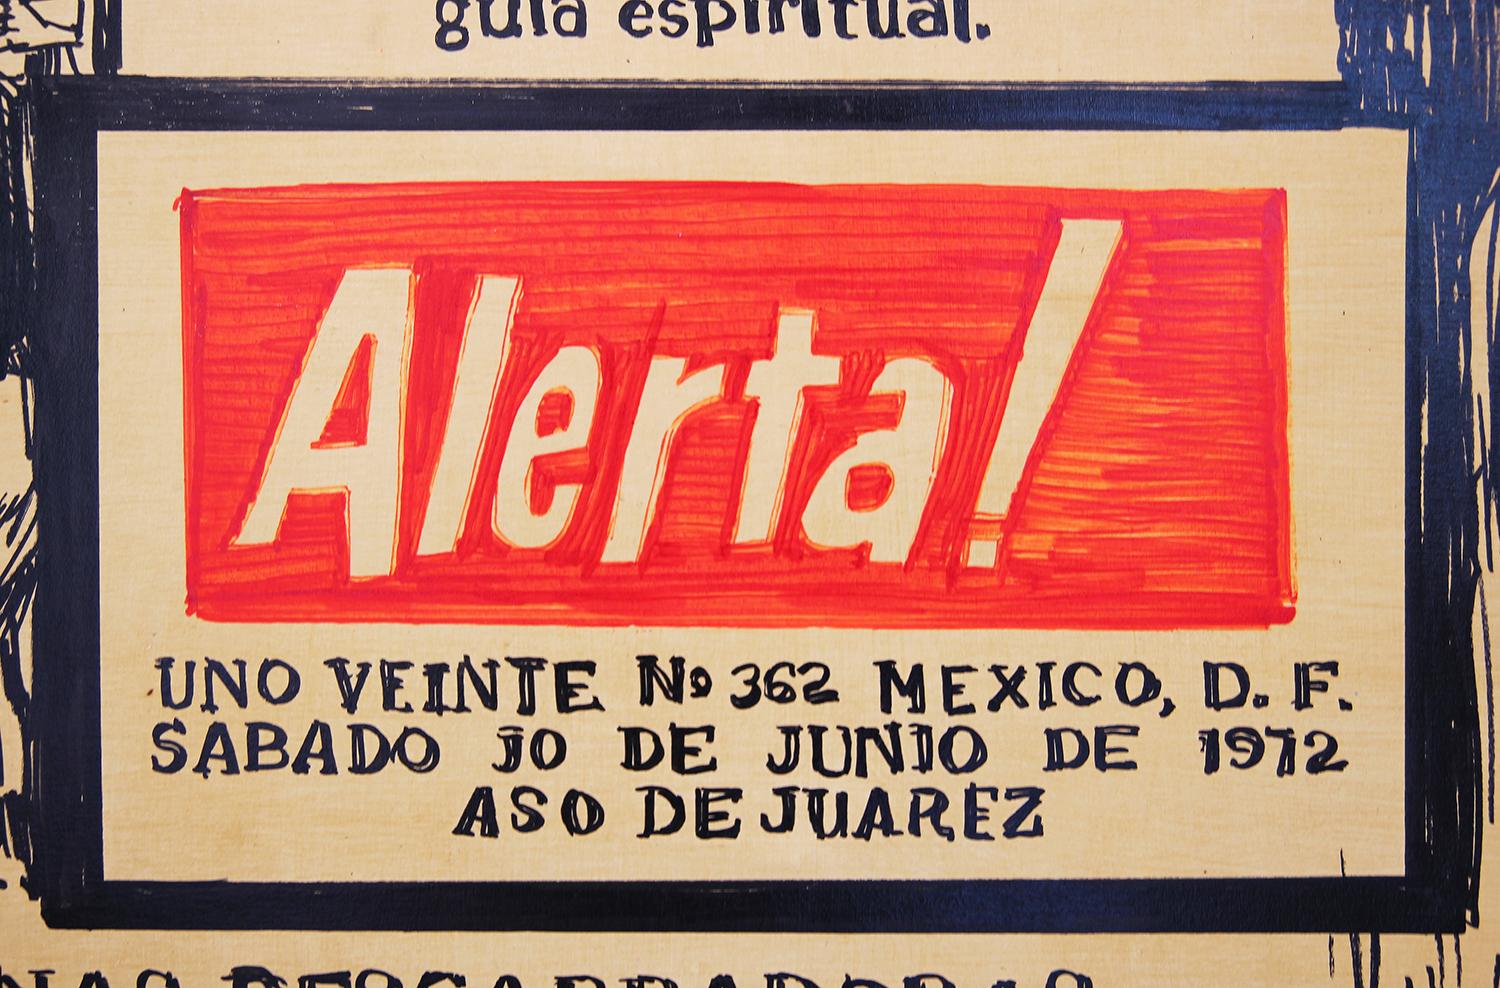 guia espiritual.
Alerta!
UNO VEINTE Nº 362 MEXICO, D. F.
SABADO 10 DE JUNIO DE 1972
ASO DE JUAREZ